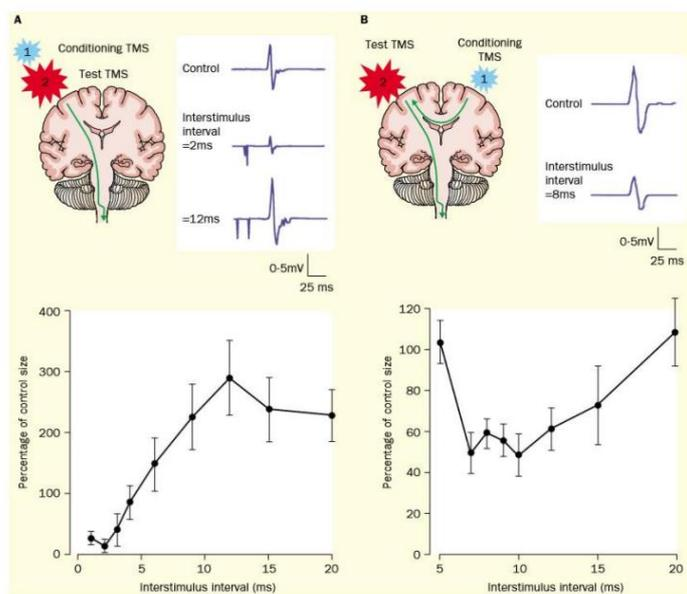 A
1
Conditioning TMS
2
Test TMS
Control
Interstimulus
interval
=2ms
=12ms
0-5mV
25 ms
400
300
200
100
0
Percentage of control size
0
5
10
15
20
Interstimulus interval (ms)
B
Test TMS
Conditioning
TMS
2
1
Control
Interstimulus
interval
=8ms
0-5mV
25 ms
120
100
80
60
40
20
0
Percentage of control size
5
10
15
20
Interstimulus interval (ms)